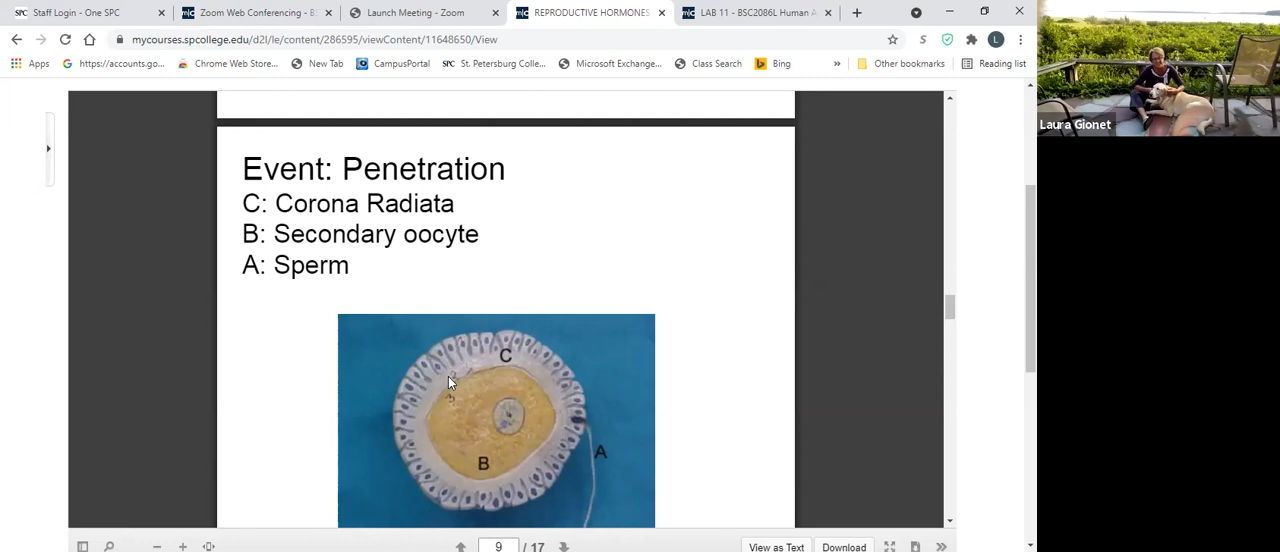 Staff Login - One SPC
Zoom Web Conferencing - BS
Launch Meeting - Zoom
REPRODUCTIVE HORMONES
LAB 11 - BSC2086L Human A
mycourses.spcollege.edu/d2l/le/content/286595/viewContent/11648650/View
Apps
https://accounts.go...
Chrome Web Store...
New Tab
CampusPortal
SPC St. Petersburg Colle...
Microsoft Exchange...
Class Search
Bing
»
Other bookmarks
Reading list
Laura Gionet
Event: Penetration
C: Corona Radiata
B: Secondary oocyte
A: Sperm
C
A
B
9 / 17
View as Text
Download